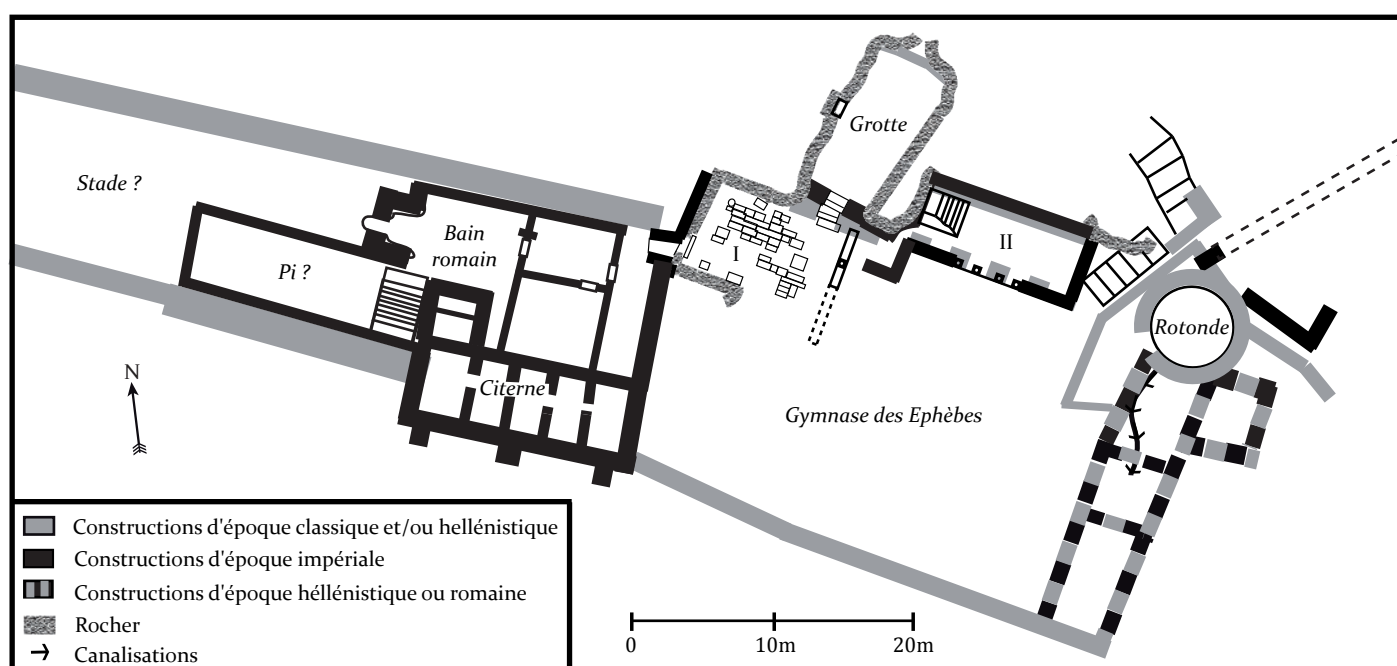 Grotte
Stade ?
Bain
romain
I
II
Pi ?
Rotonde
N
Citerne
Gymnase des Ephèbes
Constructions d'époque classique et/ou hellénistique
Constructions d'époque impériale
Constructions d'époque héllénistique ou romaine
Rocher
Canalisations
0 10m 20m